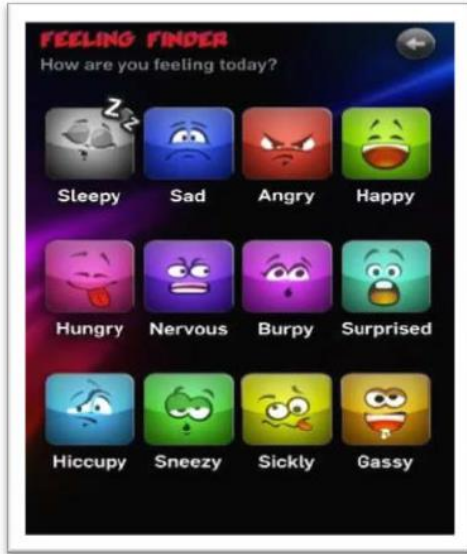 FEELING FINDER
How are you feeling today?
Z
Z
Sleepy Sad Angry Happy
Hungry Nervous Burpy Surprised
Hiccupy Sneezy Sickly Gassy